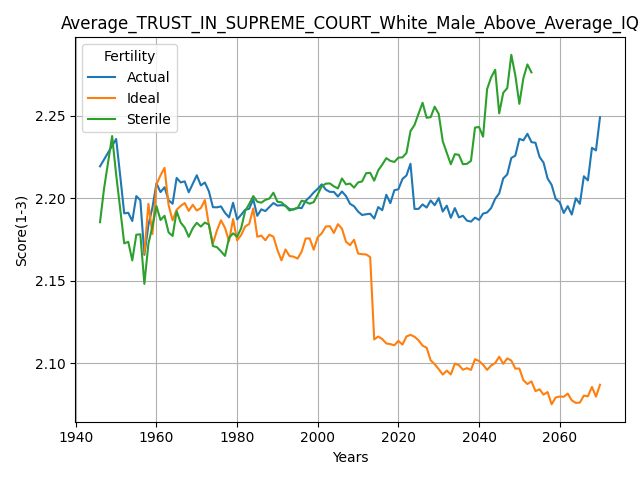 Average_TRUST_IN_SUPREME_COURT_White_Male_Above_Average_IQ
Fertility
Actual
Ideal
Sterile
Score(1-3)
2.25
2.20
2.15
2.10
1940 1960 1980 2000 2020 2040 2060
Years